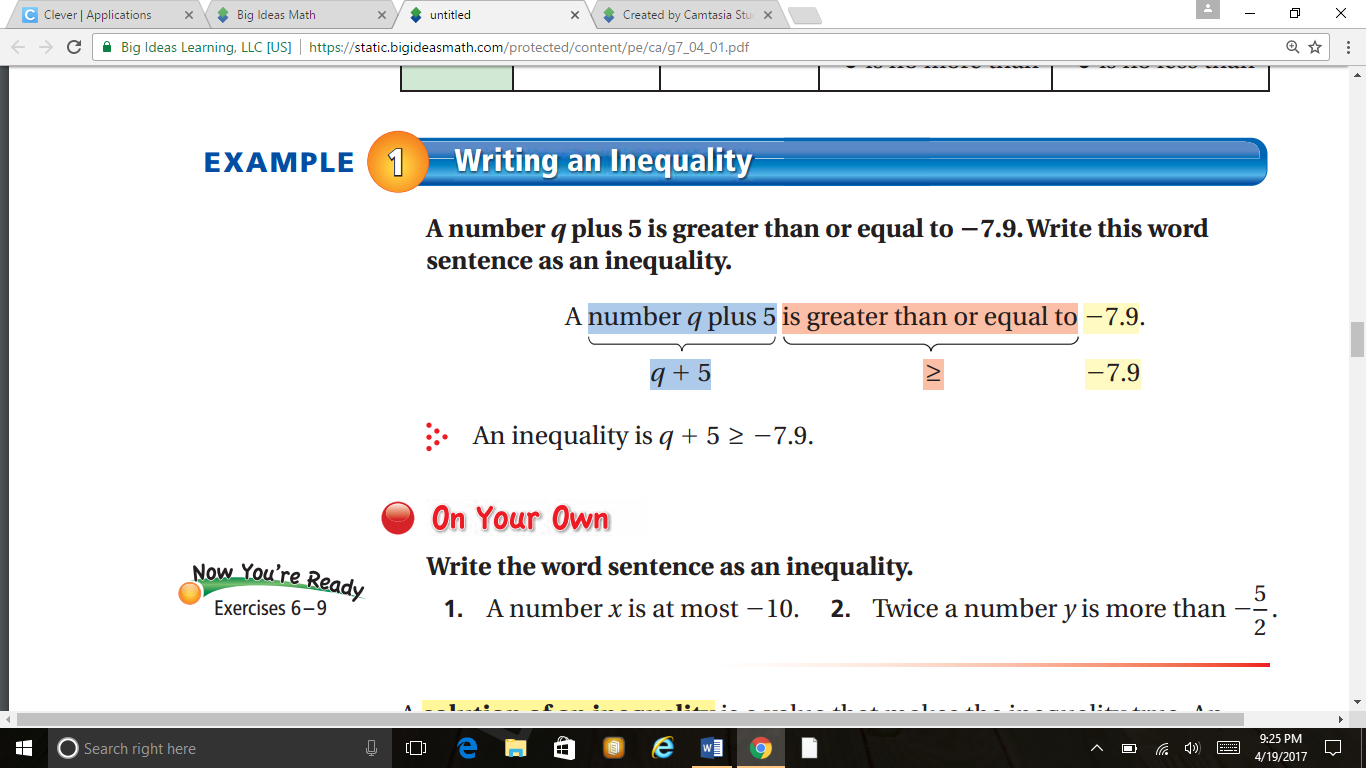 Clever | Applications
Big Ideas Math
untitled
Created by Camtasia Stu
Big Ideas Learning, LLC [US] | https://static.bigideasmath.com/protected/content/pe/ca/g7_04_01.pdf
EXAMPLE 1 Writing an Inequality
A number q plus 5 is greater than or equal to −7.9. Write this word
sentence as an inequality.
A number q plus 5 is greater than or equal to −7.9.
q + 5 ≥ −7.9
An inequality is q + 5 ≥ −7.9.
On Your Own
Now You're Ready
Exercises 6–9
Write the word sentence as an inequality.
1. A number x is at most −10. 2. Twice a number y is more than −5/2.
Search right here
9:25 PM
4/19/2017